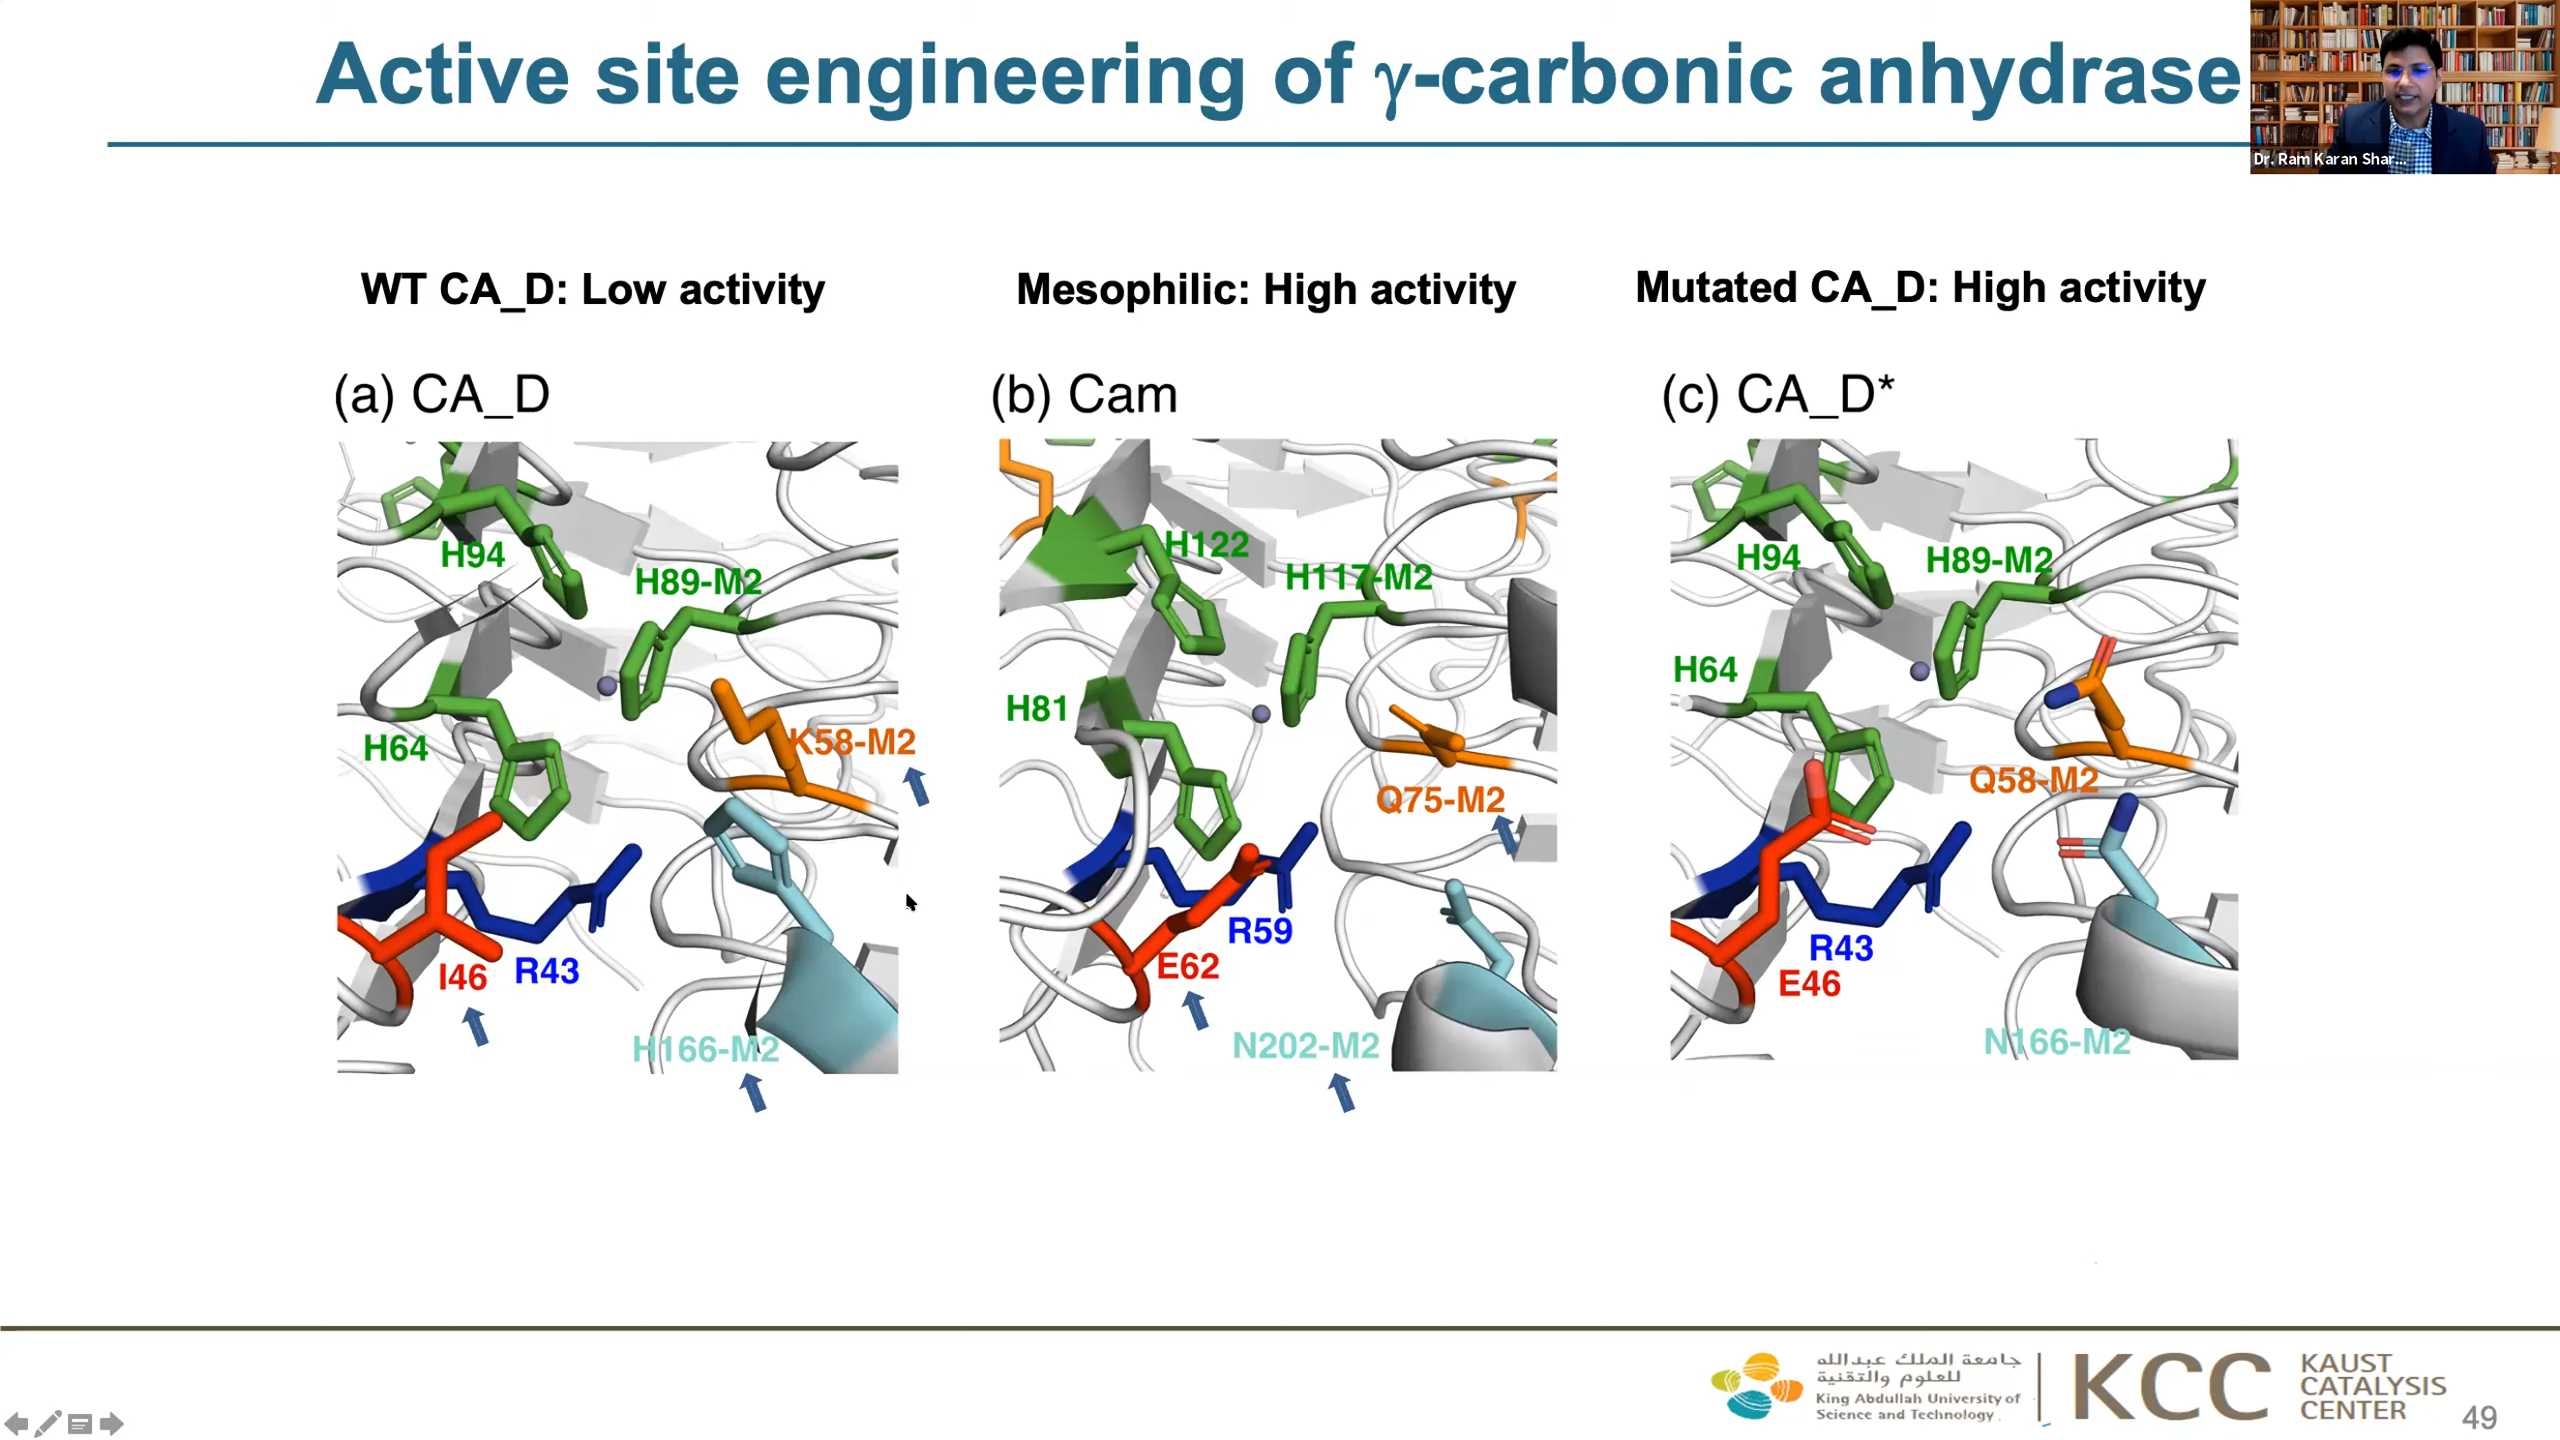 Active site engineering of γ-carbonic anhydrase
Dr. Ram Karan Shar...
WT CA_D: Low activity
Mesophilic: High activity
Mutated CA_D: High activity
(a) CA_D
(b) Cam
(c) CA_D*
H94
H89-M2
H64
K58-M2
I46
R43
H166-M2
H122
H117-M2
H81
Q75-M2
R59
E62
N202-M2
H94
H89-M2
H64
Q58-M2
R43
E46
N166-M2
جامعة الملك عبدالله
للعلوم والتقنية
King Abdullah University of
Science and Technology
KCC
KAUST
CATALYSIS
CENTER
49